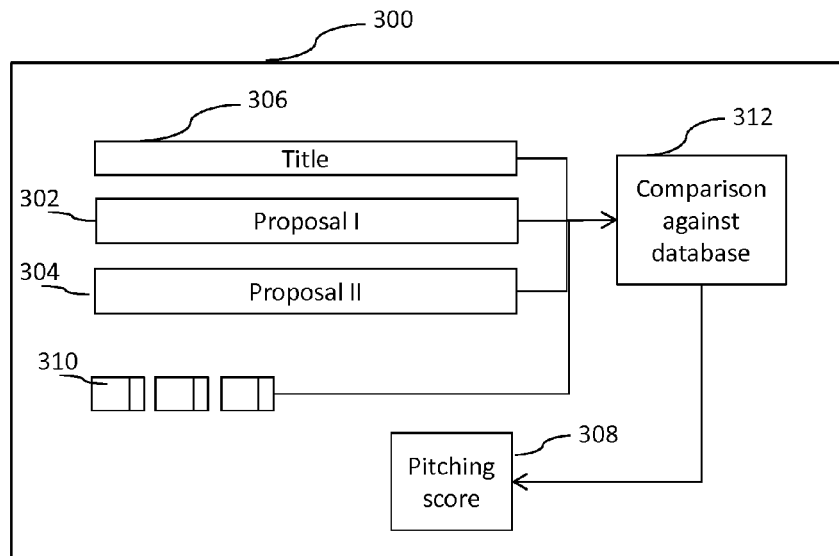 300
306
312
Title
302
Proposal I
Comparison
against
database
304
Proposal II
310
308
Pitching
score